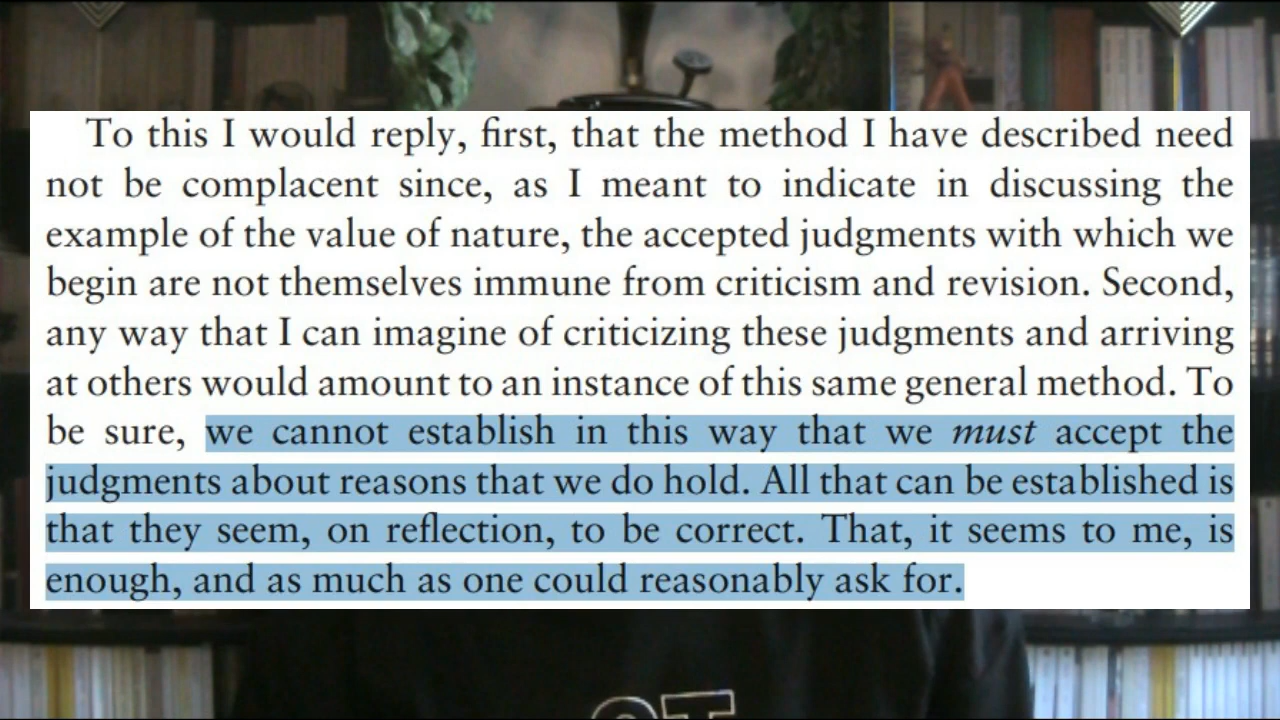 To this I would reply, first, that the method I have described need
not be complacent since, as I meant to indicate in discussing the
example of the value of nature, the accepted judgments with which we
begin are not themselves immune from criticism and revision. Second,
any way that I can imagine of criticizing these judgments and arriving
at others would amount to an instance of this same general method. To
be sure, we cannot establish in this way that we must accept the
judgments about reasons that we do hold. All that can be established is
that they seem, on reflection, to be correct. That, it seems to me, is
enough, and as much as one could reasonably ask for.